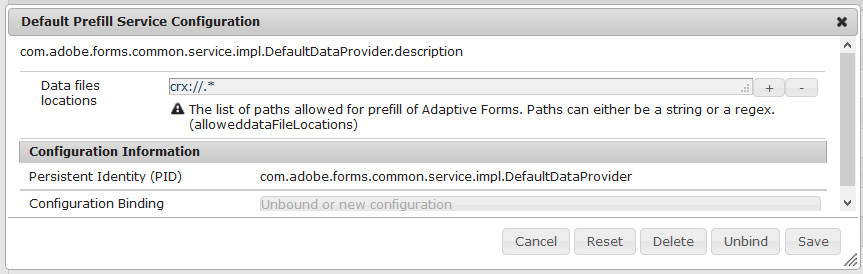 Default Prefill Service Configuration
com.adobe.forms.common.service.impl.DefaultDataProvider.description
Data files locations
crx://.*
+ -
The list of paths allowed for prefill of Adaptive Forms. Paths can either be a string or a regex.
(alloweddataFileLocations)
Configuration Information
Persistent Identity (PID) com.adobe.forms.common.service.impl.DefaultDataProvider
Configuration Binding Unbound or new configuration
Cancel Reset Delete Unbind Save